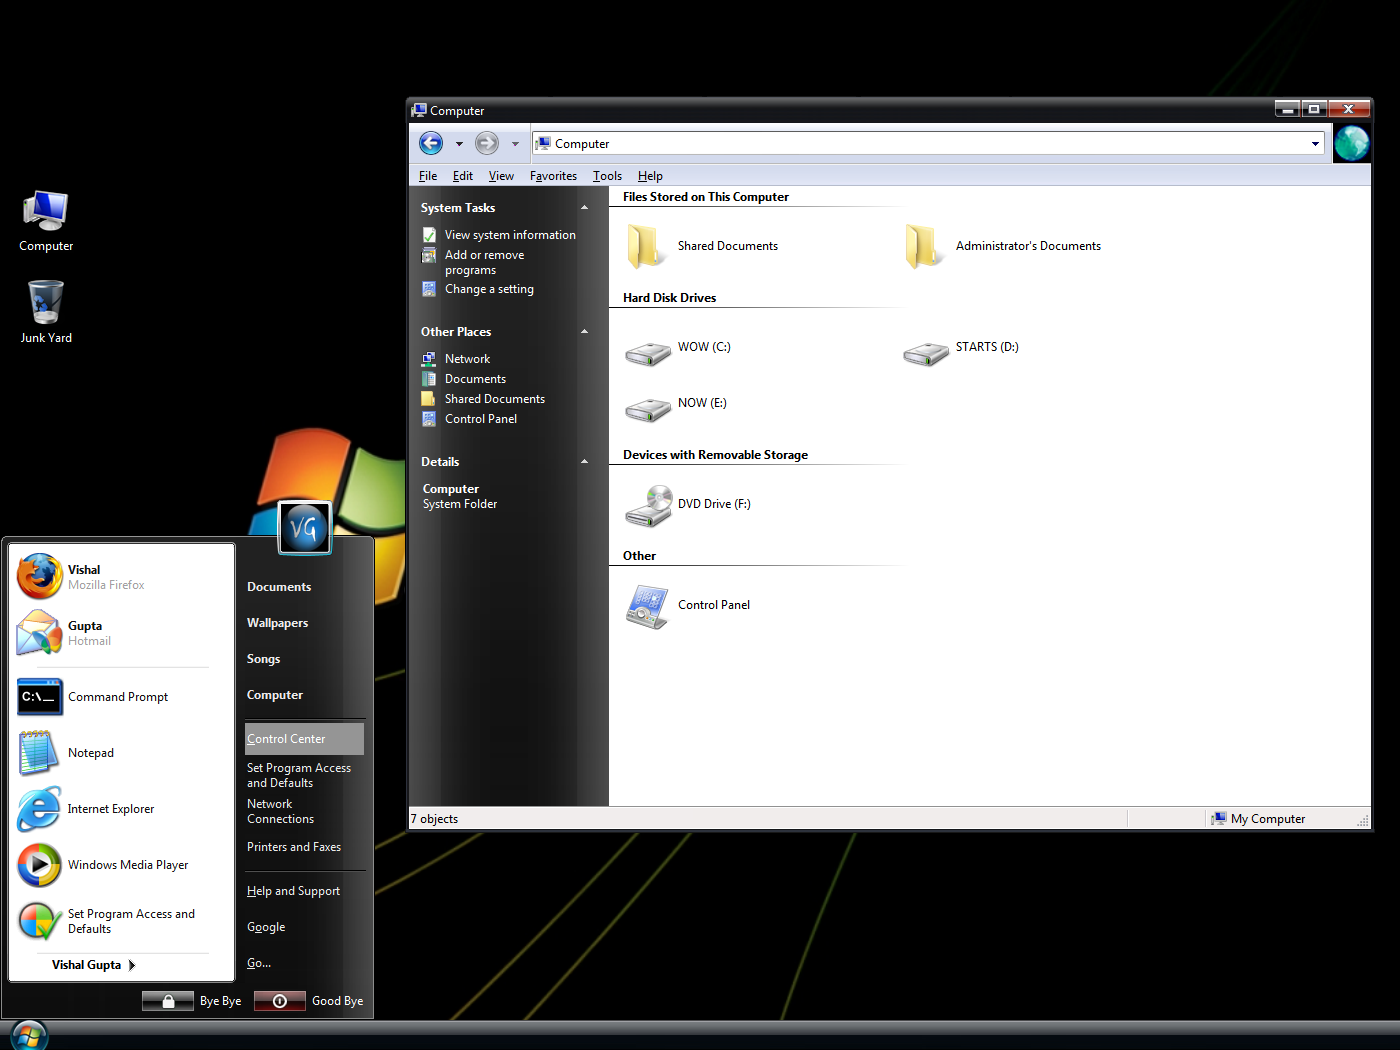 Computer
Junk Yard
Computer
Computer
File Edit View Favorites Tools Help
System Tasks
View system information
Add or remove
programs
Change a setting
Other Places
Network
Documents
Shared Documents
Control Panel
Details
Computer
System Folder
Files Stored on This Computer
Shared Documents
Administrator's Documents
Hard Disk Drives
WOW (C:)
STARTS (D:)
NOW (E:)
Devices with Removable Storage
DVD Drive (F:)
Other
Control Panel
7 objects
My Computer
VG
Vishal
Mozilla Firefox
Gupta
Hotmail
C:\
Command Prompt
Notepad
Internet Explorer
Windows Media Player
Set Program Access and
Defaults
Vishal Gupta
Documents
Wallpapers
Songs
Computer
Control Center
Set Program Access
and Defaults
Network
Connections
Printers and Faxes
Help and Support
Google
Go...
Bye Bye
Good Bye